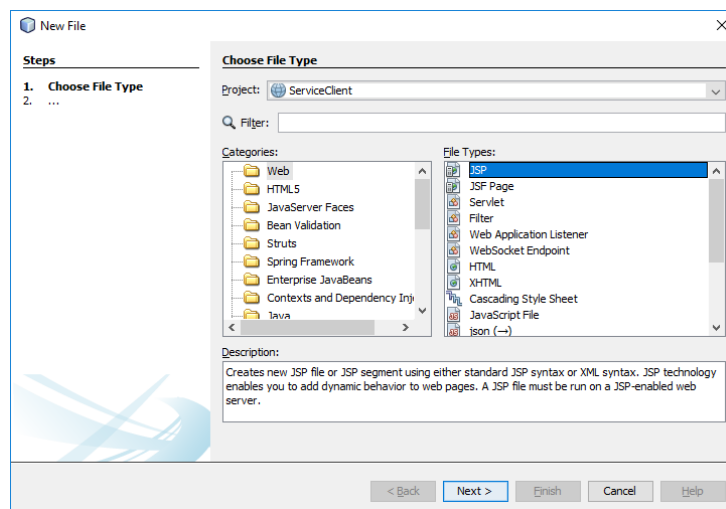 New File
Steps
1. Choose File Type
2. ...
Choose File Type
Project: ServiceClient
Filter:
Categories:
Web
HTML5
JavaServer Faces
Bean Validation
Struts
Spring Framework
Enterprise JavaBeans
Contexts and Dependency Inj
Java
File Types:
JSP
JSF Page
Servlet
Filter
Web Application Listener
WebSocket Endpoint
HTML
XHTML
Cascading Style Sheet
JavaScript File
json (→)
Description:
Creates new JSP file or JSP segment using either standard JSP syntax or XML syntax. JSP technology
enables you to add dynamic behavior to web pages. A JSP file must be run on a JSP-enabled web
server.
< Back Next > Finish Cancel Help